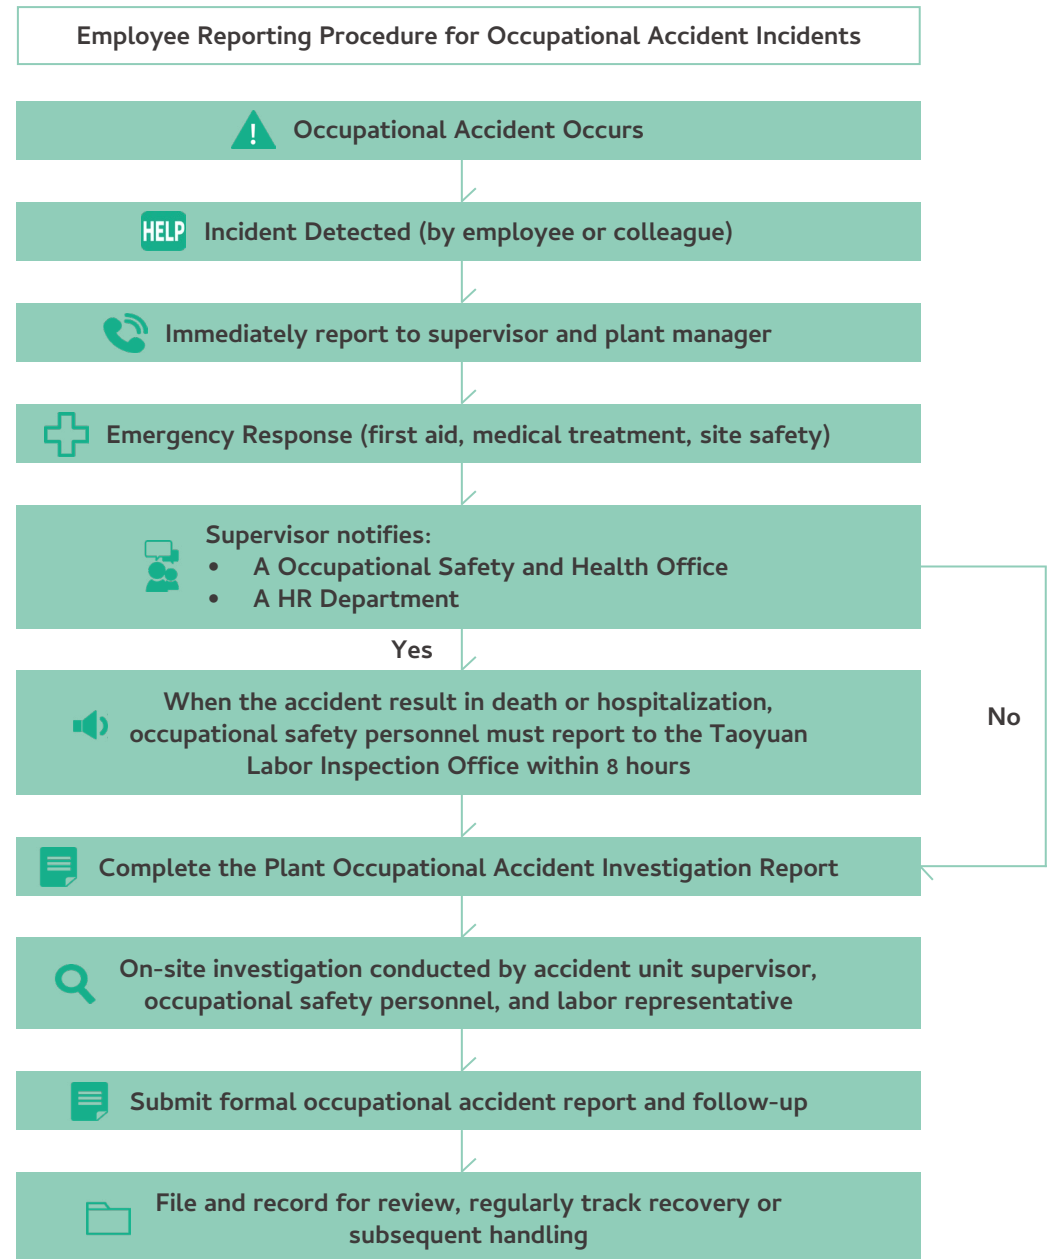 Employee Reporting Procedure for Occupational Accident Incidents
! Occupational Accident Occurs
HELP Incident Detected (by employee or colleague)
Immediately report to supervisor and plant manager
Emergency Response (first aid, medical treatment, site safety)
Supervisor notifies:
• A Occupational Safety and Health Office
• A HR Department
Yes
When the accident result in death or hospitalization,
occupational safety personnel must report to the Taoyuan
Labor Inspection Office within 8 hours
No
Complete the Plant Occupational Accident Investigation Report
On-site investigation conducted by accident unit supervisor,
occupational safety personnel, and labor representative
Submit formal occupational accident report and follow-up
File and record for review, regularly track recovery or
subsequent handling